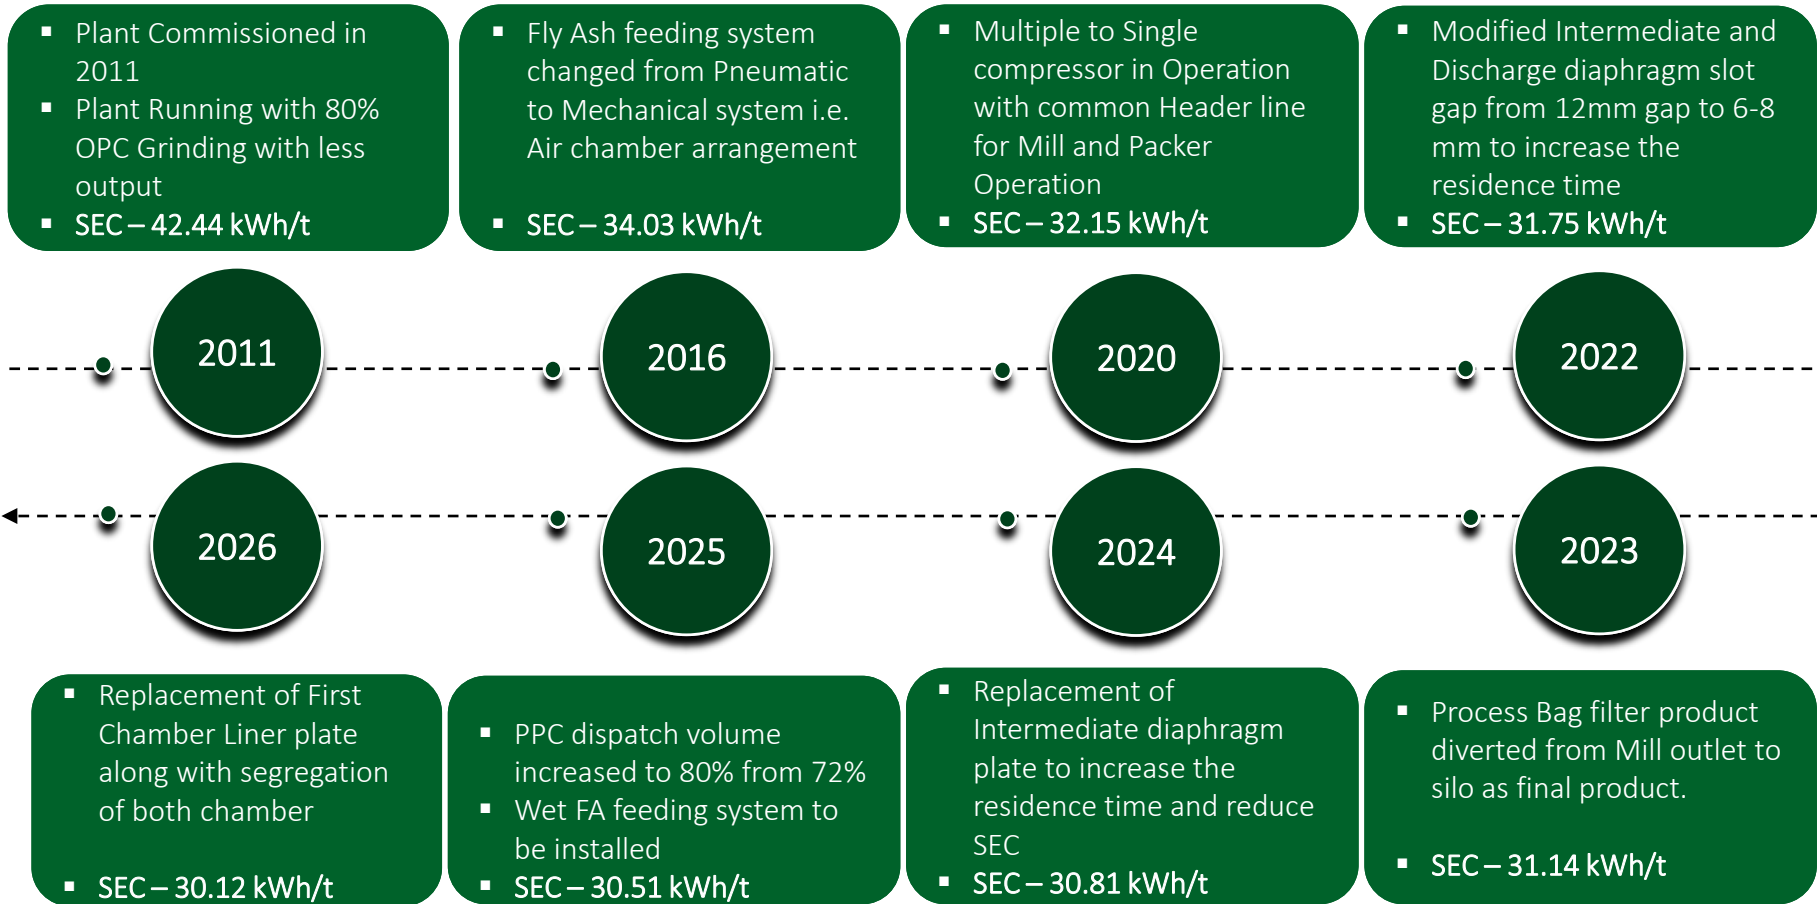 ▪ Plant Commissioned in
2011
▪ Plant Running with 80%
OPC Grinding with less
output
▪ SEC – 42.44 kWh/t
▪ Fly Ash feeding system
changed from Pneumatic
to Mechanical system i.e.
Air chamber arrangement
▪ SEC – 34.03 kWh/t
▪ Multiple to Single
compressor in Operation
with common Header line
for Mill and Packer
Operation
▪ SEC – 32.15 kWh/t
▪ Modified Intermediate and
Discharge diaphragm slot
gap from 12mm gap to 6-8
mm to increase the
residence time
▪ SEC – 31.75 kWh/t
2011
2016
2020
2022
2026
2025
2024
2023
▪ Replacement of First
Chamber Liner plate
along with segregation
of both chamber
▪ SEC – 30.12 kWh/t
▪ PPC dispatch volume
increased to 80% from 72%
▪ Wet FA feeding system to
be installed
▪ SEC – 30.51 kWh/t
▪ Replacement of
Intermediate diaphragm
plate to increase the
residence time and reduce
SEC
▪ SEC – 30.81 kWh/t
▪ Process Bag filter product
diverted from Mill outlet to
silo as final product.
▪ SEC – 31.14 kWh/t